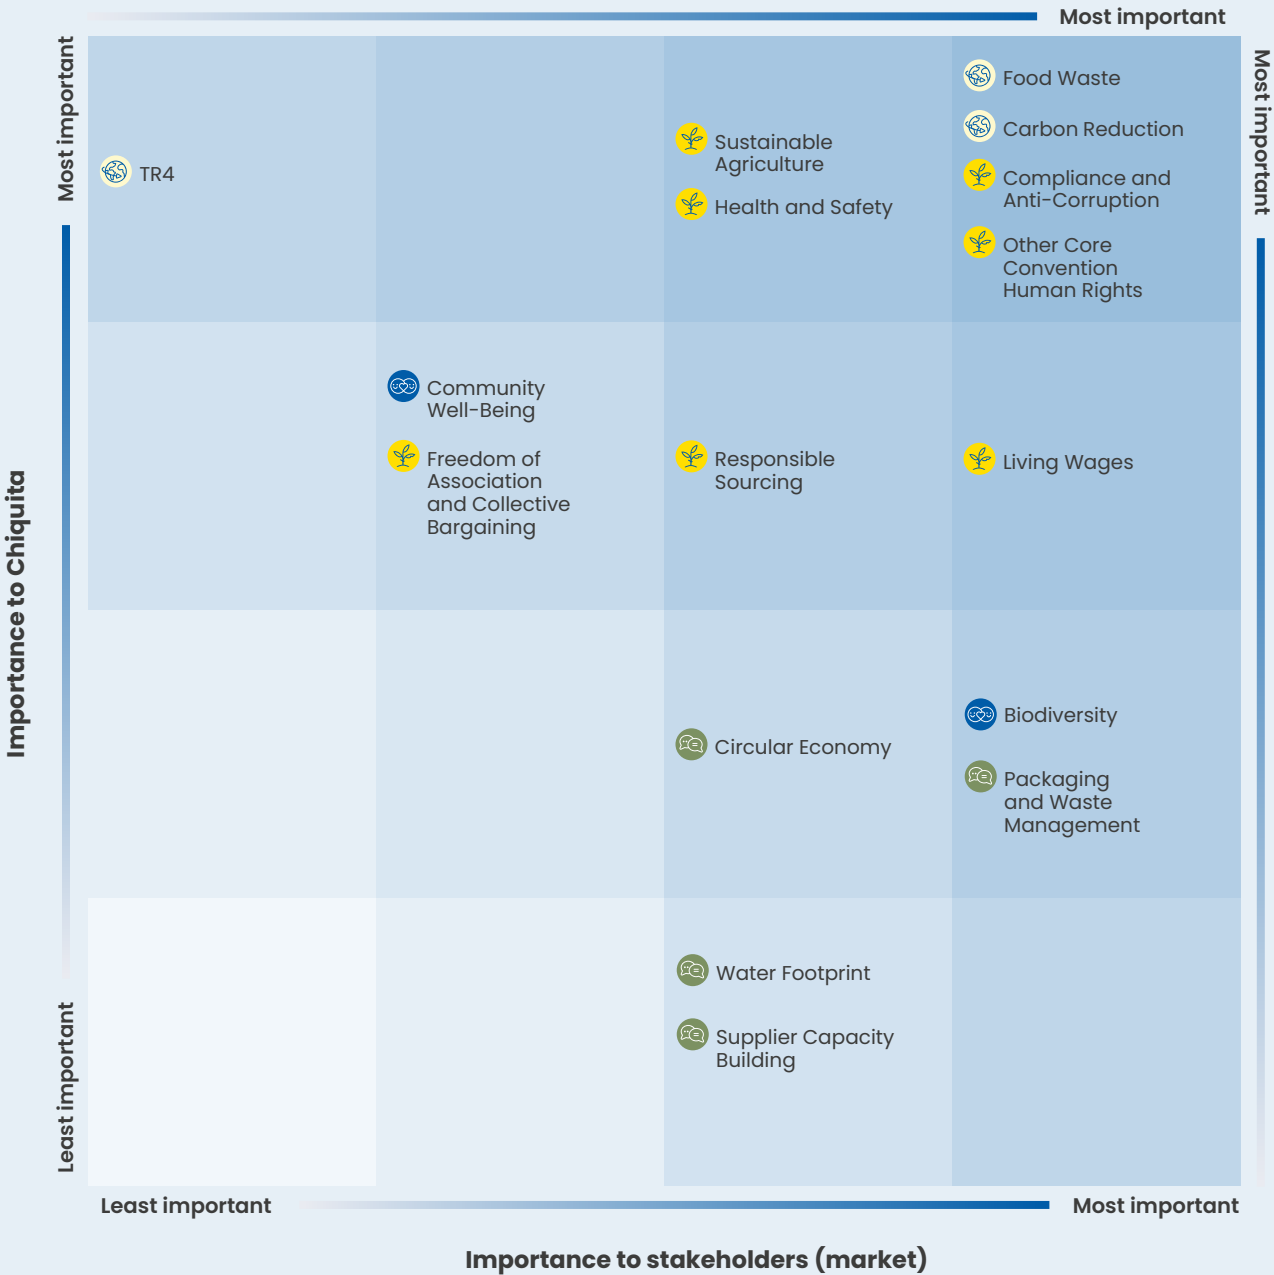 Most important
Most important
Most important
TR4
Sustainable
Agriculture
Health and Safety
Food Waste
Carbon Reduction
Compliance and
Anti-Corruption
Other Core
Convention
Human Rights
Importance to Chiquita
Community
Well-Being
Freedom of
Association
and Collective
Bargaining
Responsible
Sourcing
Living Wages
Circular Economy
Biodiversity
Packaging
and Waste
Management
Water Footprint
Supplier Capacity
Building
Least important
Least important
Most important
Importance to stakeholders (market)